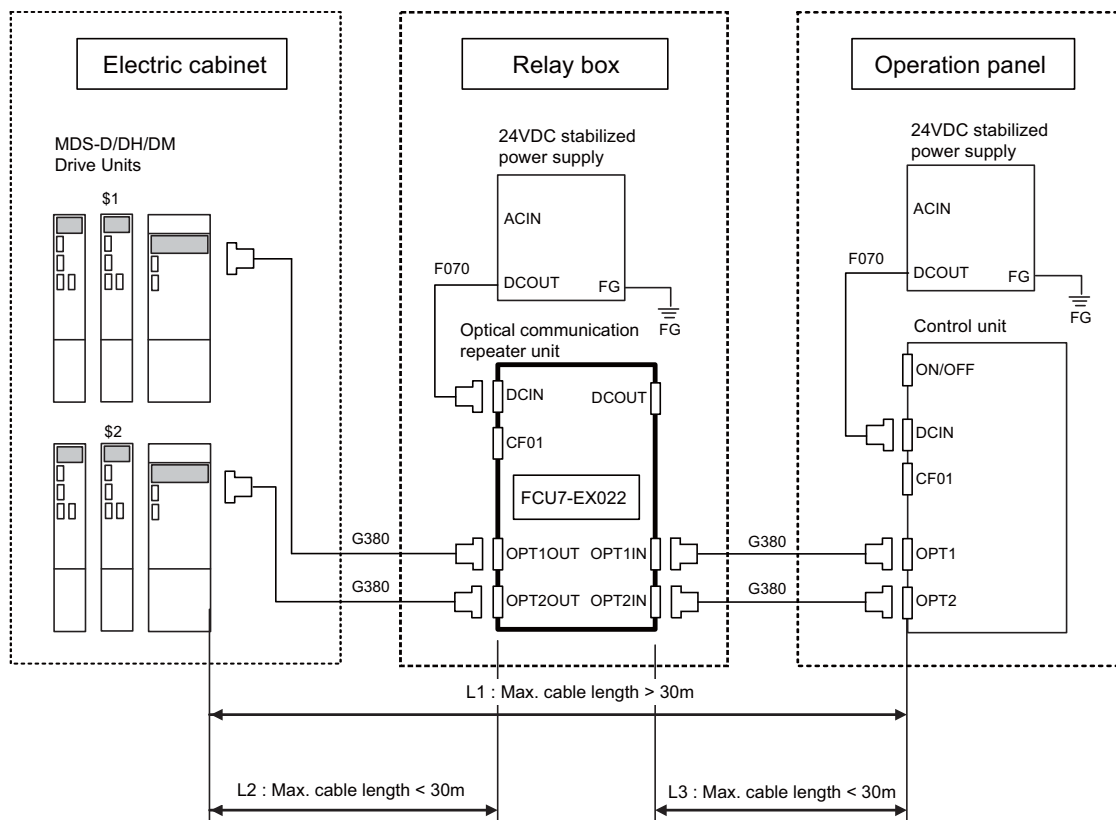 Electric cabinet
Relay box
Operation panel
MDS-D/DH/DM
Drive Units
$1
$2
24VDC stabilized
power supply
ACIN
F070
DCOUT
FG
FG
Optical communication
repeater unit
DCIN
DCOUT
CF01
FCU7-EX022
G380
OPT1OUT
OPT1IN
G380
G380
OPT2OUT
OPT2IN
G380
24VDC stabilized
power supply
ACIN
F070
DCOUT
FG
FG
Control unit
ON/OFF
DCIN
CF01
OPT1
OPT2
L1 : Max. cable length > 30m
L2 : Max. cable length < 30m
L3 : Max. cable length < 30m